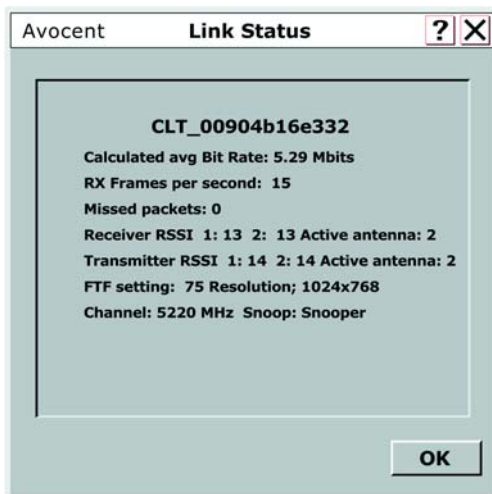 Avocent Link Status ? X
CLT_00904b16e332
Calculated avg Bit Rate: 5.29 Mbits
RX Frames per second: 15
Missed packets: 0
Receiver RSSI 1: 13 2: 13 Active antenna: 2
Transmitter RSSI 1: 14 2: 14 Active antenna: 2
FTF setting: 75 Resolution; 1024x768
Channel: 5220 MHz Snoop: Snooper
OK